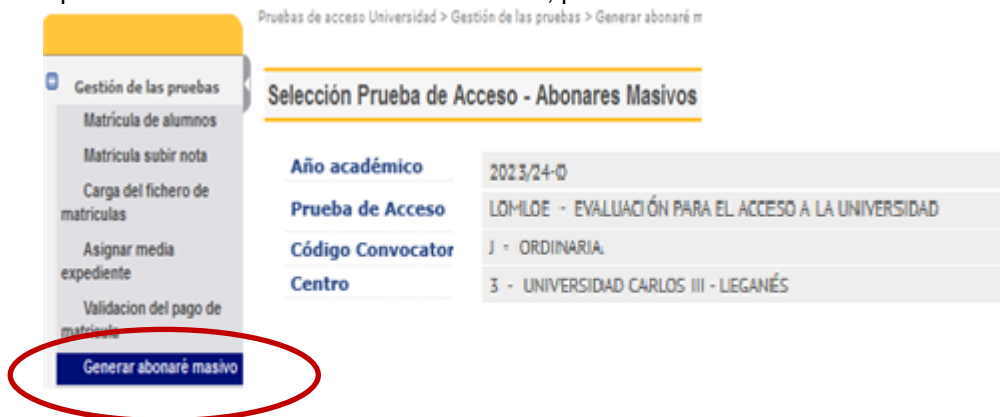 Pruebas de acceso Universidad > Gestión de las pruebas > Generar abonaré m
Gestión de las pruebas
Matrícula de alumnos
Matrícula subir nota
Carga del fichero de
matriculas
Asignar media
expediente
Validacion del pago de
matricula
Generar abonaré masivo
Selección Prueba de Acceso - Abonares Masivos
Año académico 2023/24-0
Prueba de Acceso LOMLOE - EVALUACIÓN PARA EL ACCESO A LA UNIVERSIDAD
Código Convocator J - ORDINARIA
Centro 3 - UNIVERSIDAD CARLOS III - LEGANÉS